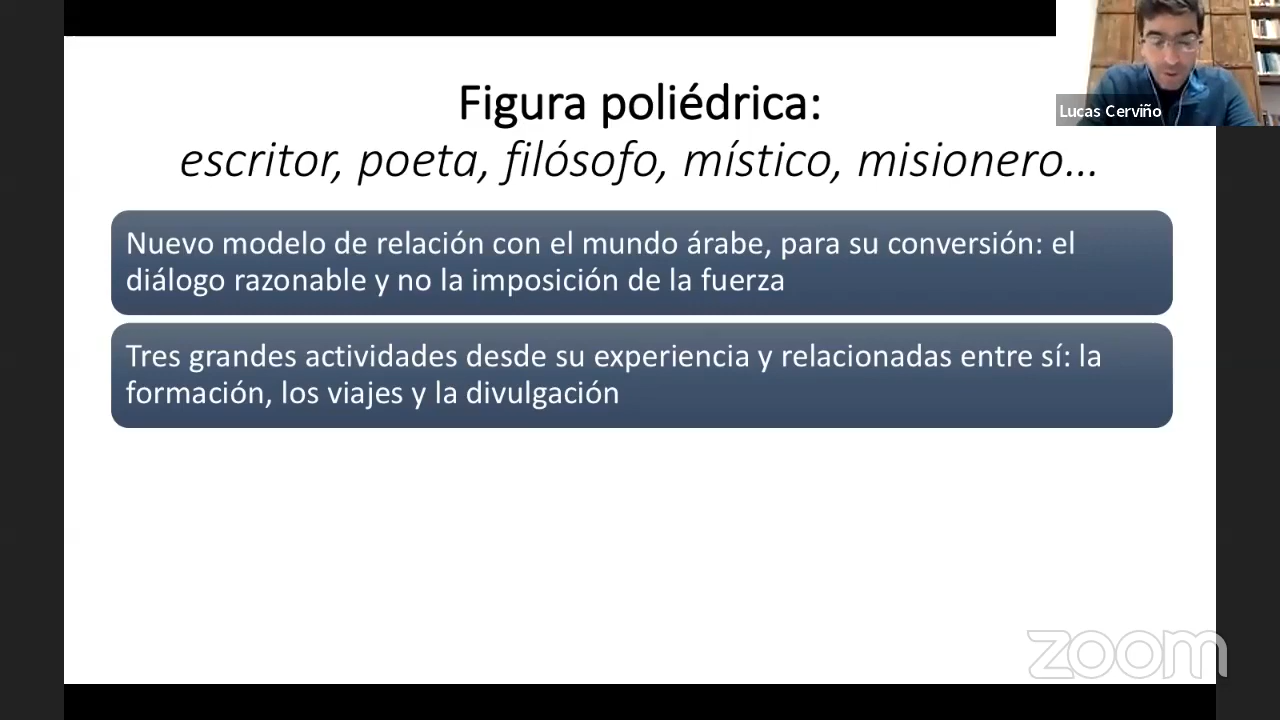 Figura poliédrica:
escritor, poeta, filósofo, místico, misionero...
Lucas Cerviño
Nuevo modelo de relación con el mundo árabe, para su conversión: el
diálogo razonable y no la imposición de la fuerza
Tres grandes actividades desde su experiencia y relacionadas entre sí: la
formación, los viajes y la divulgación
zoom